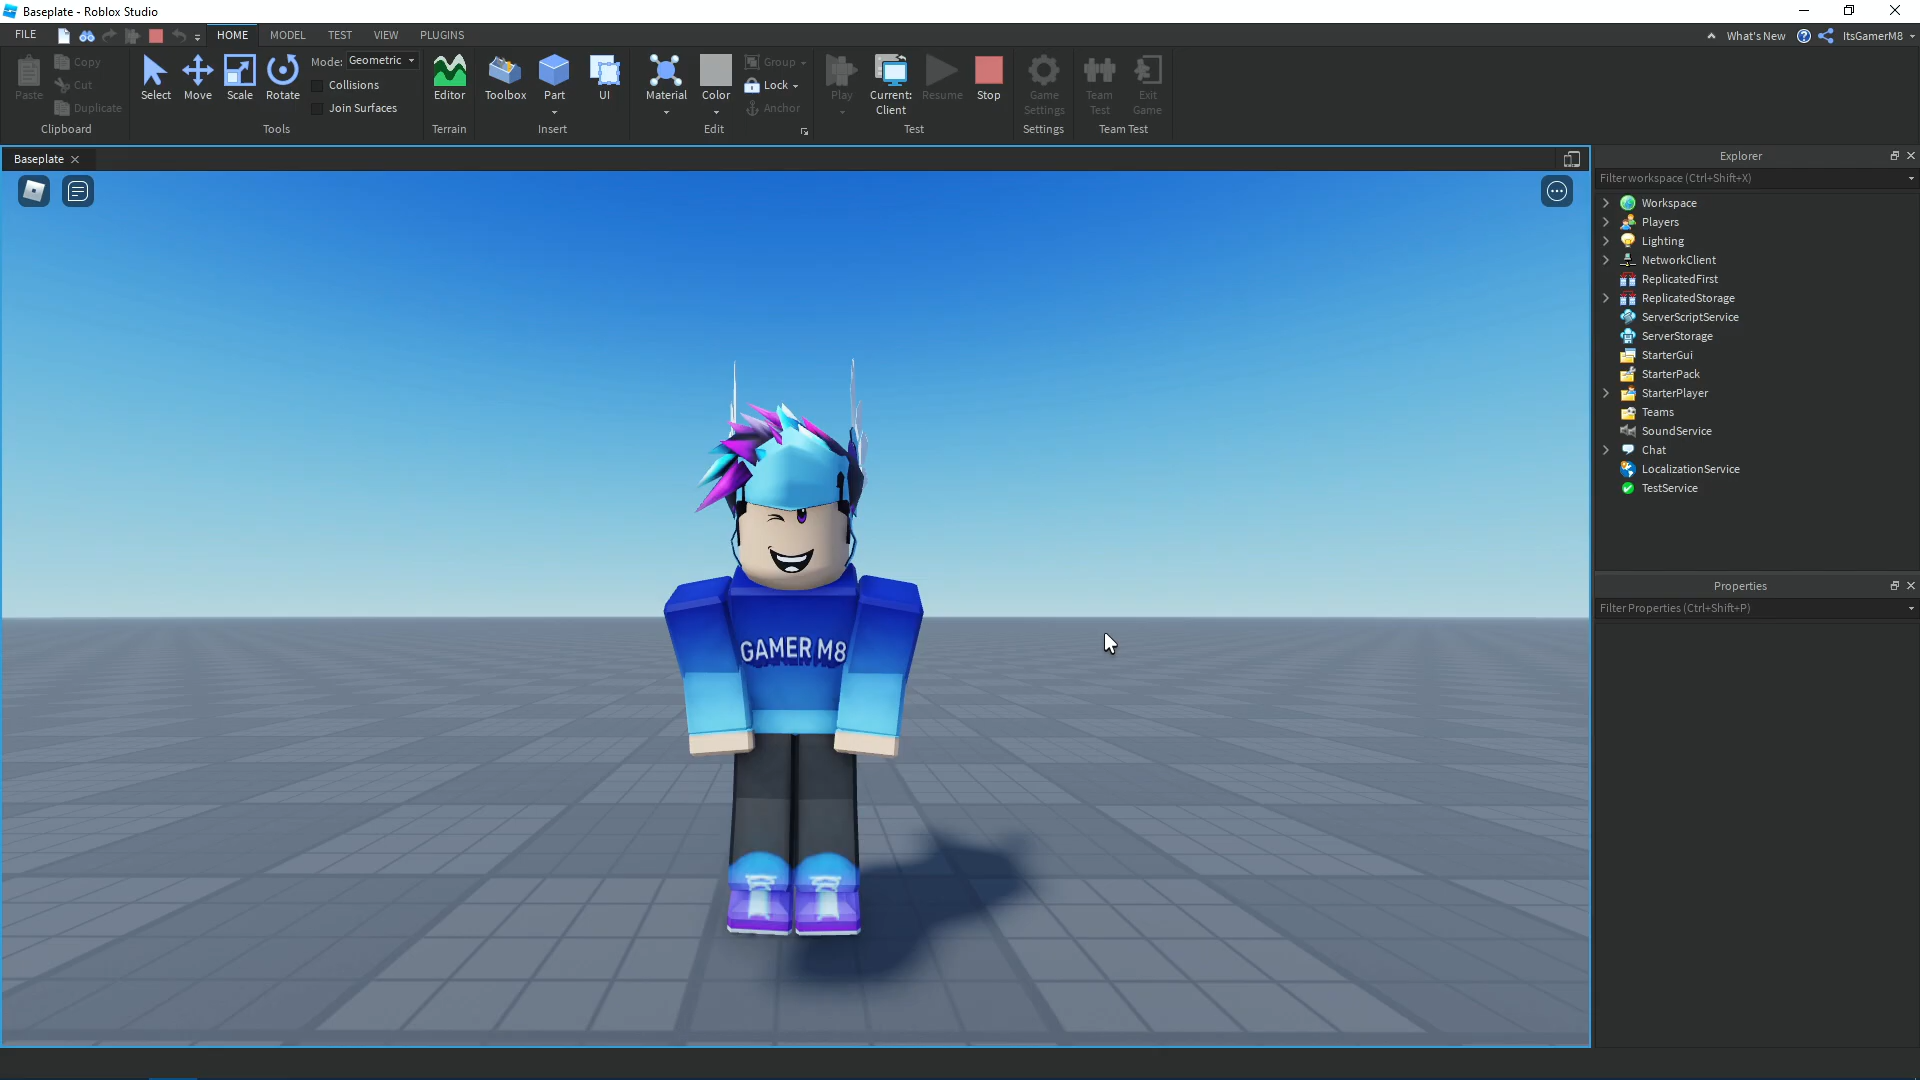 Baseplate - Roblox Studio
FILE HOME MODEL TEST VIEW PLUGINS What's New ItsGamerM8
Paste Copy Cut Duplicate Clipboard
Select Move Scale Rotate Mode: Geometric Collisions Join Surfaces Tools
Editor Terrain
Toolbox Part UI Insert
Material Color Group Lock Anchor Edit
Play Current: Client Resume Stop Test
Game Settings Settings
Team Test Exit Game Team Test
Baseplate
GAMER M8
Explorer
Filter workspace (Ctrl+Shift+X)
Workspace
Players
Lighting
NetworkClient
ReplicatedFirst
ReplicatedStorage
ServerScriptService
ServerStorage
StarterGui
StarterPack
StarterPlayer
Teams
SoundService
Chat
LocalizationService
TestService
Properties
Filter Properties (Ctrl+Shift+P)